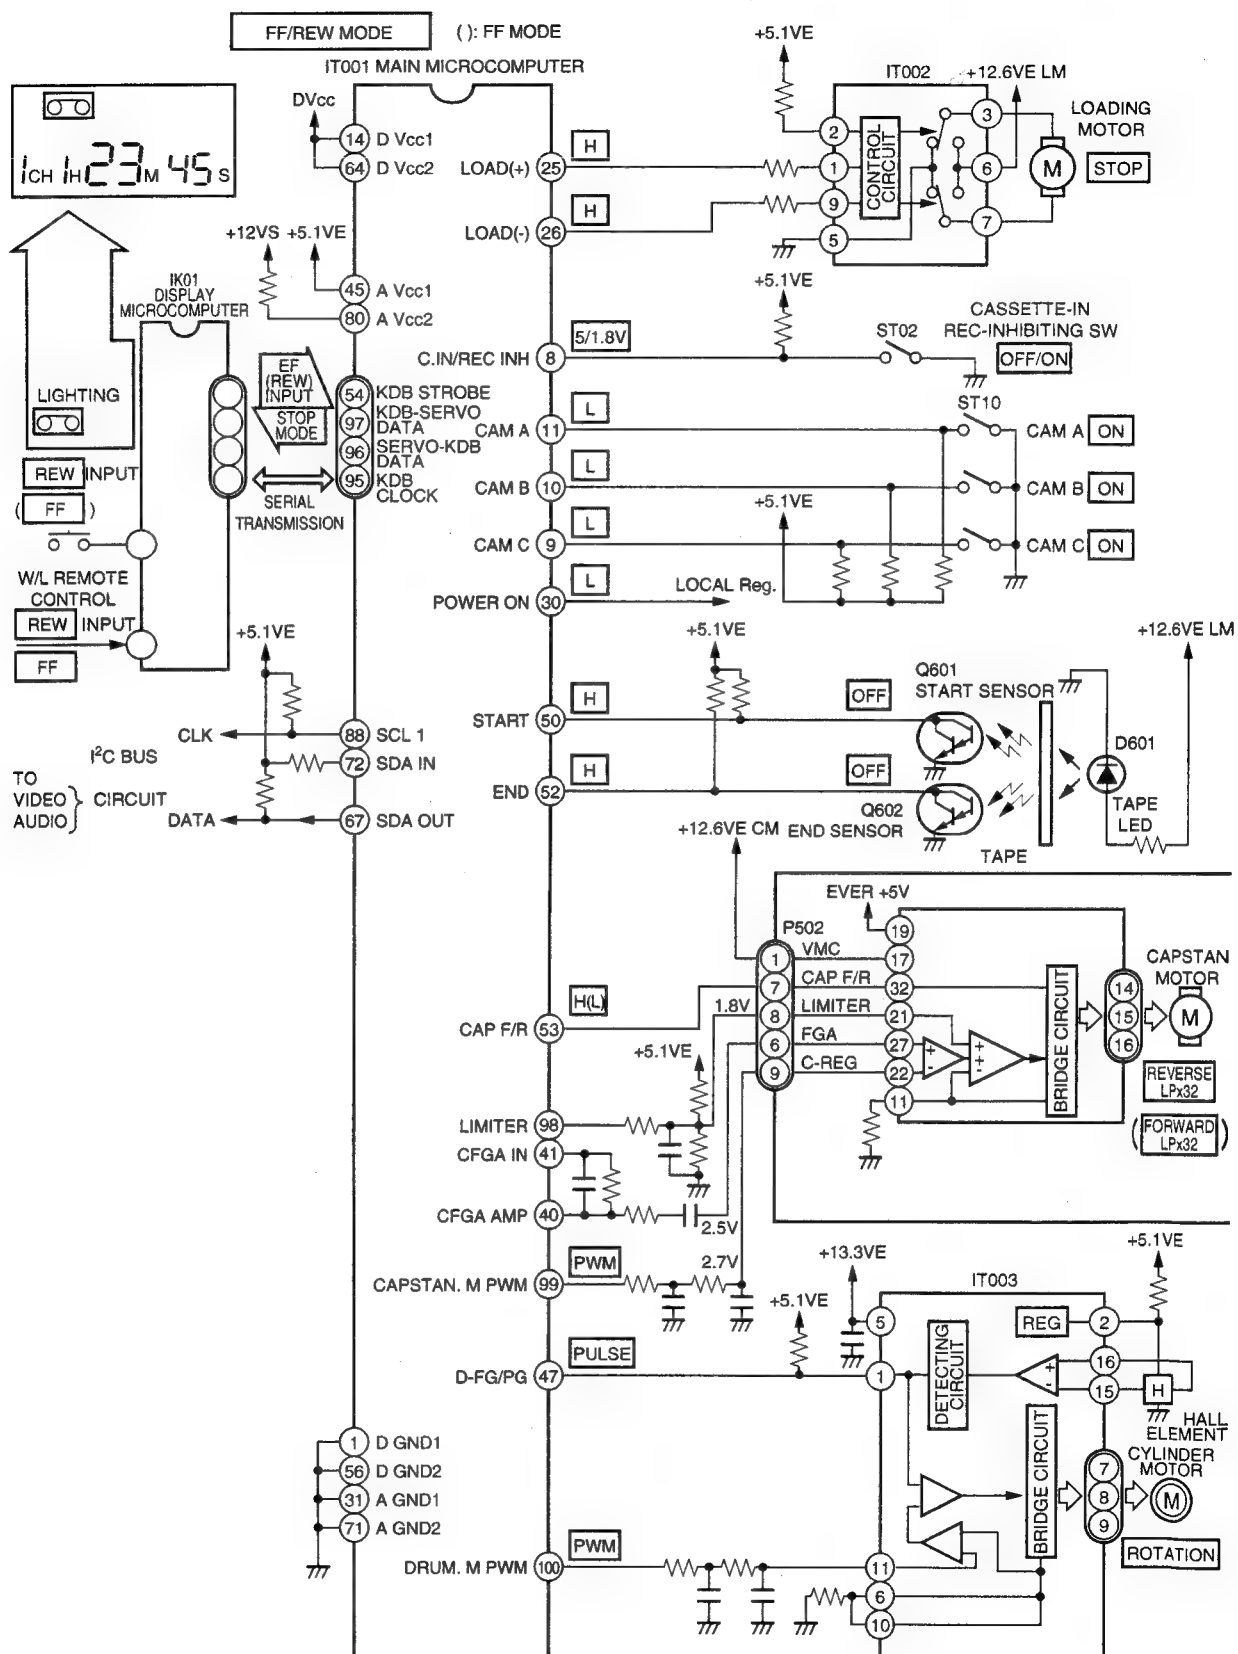 FF/REW MODE
( ): FF MODE
IT001 MAIN MICROCOMPUTER
1CH 1H 23M 45S
DVcc
14 D Vcc1
64 D Vcc2
+12VS +5.1VE
45 A Vcc1
80 A Vcc2
IK01
DISPLAY
MICROCOMPUTER
LIGHTING
REW INPUT
( FF )
W/L REMOTE
CONTROL
REW INPUT
FF
(REW)
INPUT
STOP
MODE
SERIAL
TRANSMISSION
54 KDB STROBE
97 KDB-SERVO
DATA
96 SERVO-KDB
DATA
95 KDB
CLOCK
+5.1VE
CLK
88 SCL 1
I²C BUS
72 SDA IN
TO
VIDEO
AUDIO
CIRCUIT
DATA
67 SDA OUT
1 D GND1
56 D GND2
31 A GND1
71 A GND2
LOAD(+) 25 H
LOAD(-) 26 H
+5.1VE
IT002
+12.6VE LM
2
1
9
5
CONTROL
CIRCUIT
3
6
7
M
LOADING
MOTOR
STOP
C.IN/REC INH 8 5/1.8V
+5.1VE
ST02
CASSETTE-IN
REC-INHIBITING SW
OFF/ON
ST10
CAM A 11 L
CAM A ON
CAM B 10 L
+5.1VE
CAM B ON
CAM C 9 L
CAM C ON
POWER ON 30 L
LOCAL Reg.
+5.1VE
+12.6VE LM
START 50 H
OFF
Q601
START SENSOR
D601
END 52 H
OFF
Q602
END SENSOR
TAPE
LED
TAPE
+12.6VE CM
EVER +5V
P502
19
1 VMC 17
7 CAP F/R 32
8 LIMITER 21
6 FGA 27
9 C-REG 22
11
+
-
+
+
-
BRIDGE CIRCUIT
14
15
16
CAPSTAN
MOTOR
M
REVERSE
LPx32
(FORWARD
LPx32)
CAP F/R 53 H(L)
1.8V
+5.1VE
LIMITER 98
CFGA IN 41
CFGA AMP 40
2.5V
2.7V
CAPSTAN. M PWM 99 PWM
+13.3VE
+5.1VE
IT003
+5.1VE
D-FG/PG 47 PULSE
5
1
DETECTING
CIRCUIT
REG 2
+
-
16
15
H
HALL
ELEMENT
BRIDGE CIRCUIT
7
8
9
CYLINDER
MOTOR
M
ROTATION
DRUM. M PWM 100 PWM
11
6
10